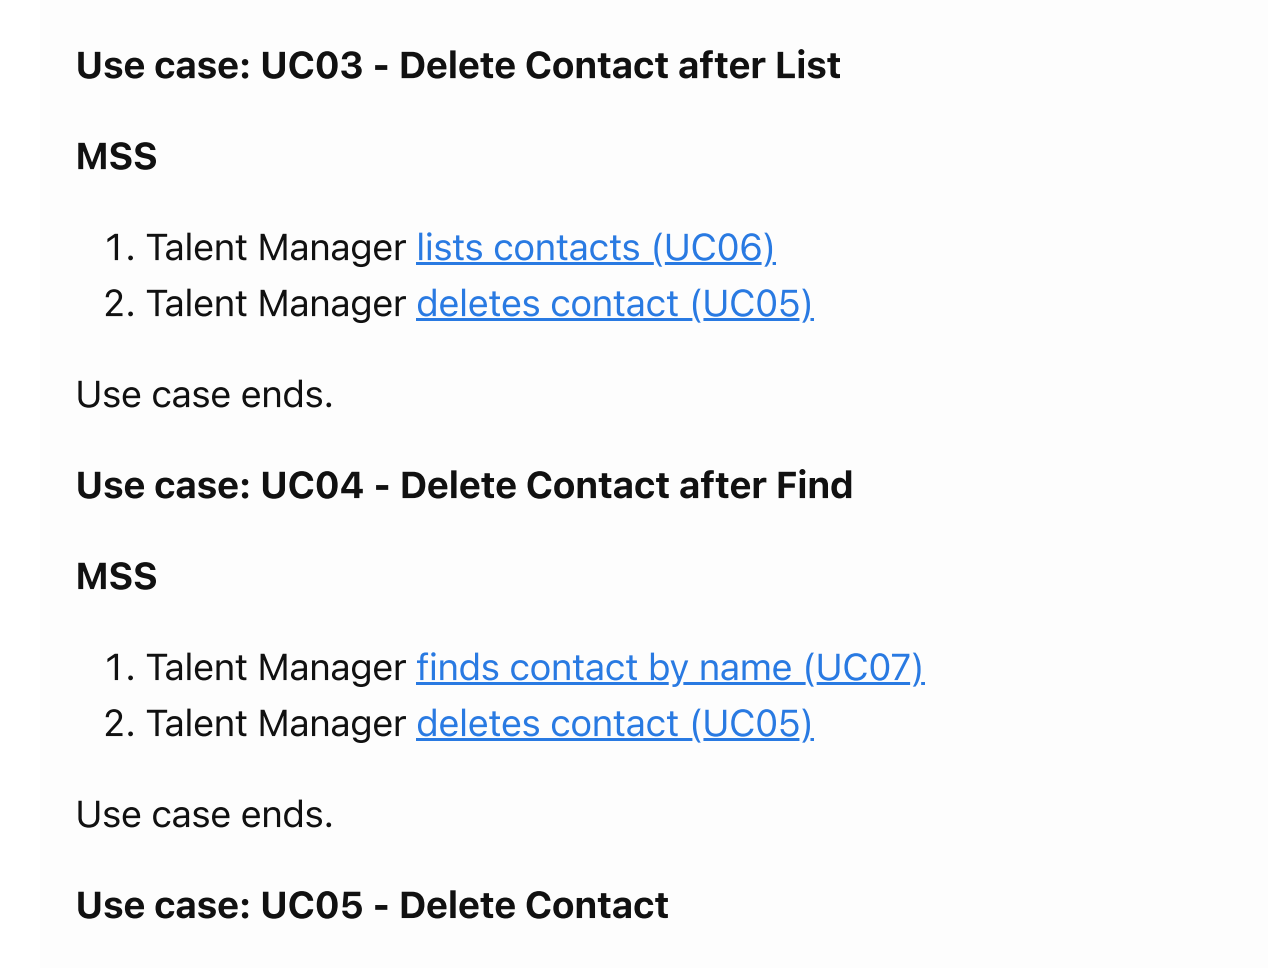 Use case: UC03 - Delete Contact after List
MSS
1. Talent Manager lists contacts (UC06)
2. Talent Manager deletes contact (UC05)
Use case ends.
Use case: UC04 - Delete Contact after Find
MSS
1. Talent Manager finds contact by name (UC07)
2. Talent Manager deletes contact (UC05)
Use case ends.
Use case: UC05 - Delete Contact